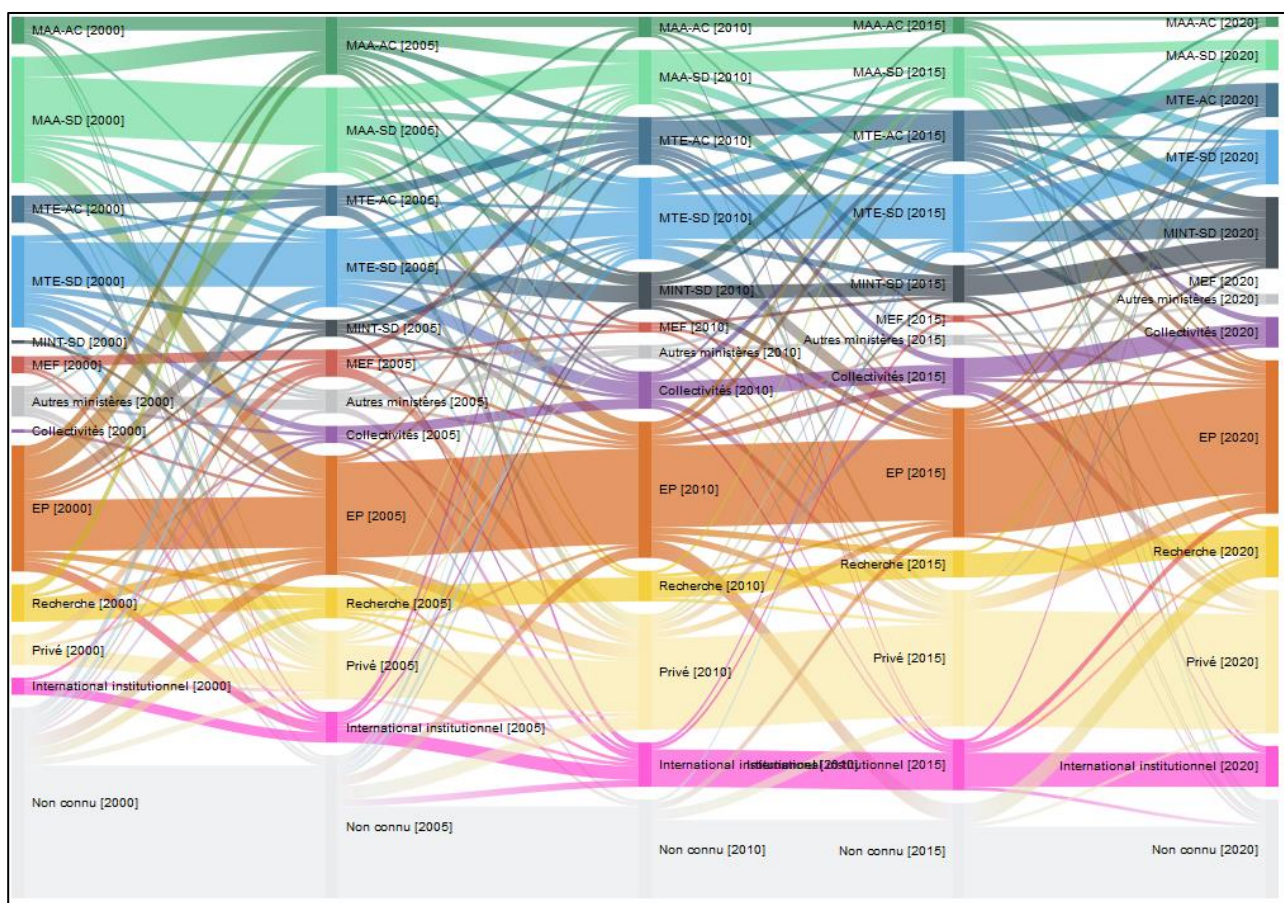 MAA-AC [2000]
MAA-SD [2000]
MTE-AC [2000]
MTE-SD [2000]
MINT-SD [2000]
MEF [2000]
Autres ministères [2000]
Collectivités [2000]
EP [2000]
Recherche [2000]
Privé [2000]
International institutionnel [2000]
Non connu [2000]
MAA-AC [2005]
MAA-SD [2005]
MTE-AC [2005]
MTE-SD [2005]
MINT-SD [2005]
MEF [2005]
Autres ministères [2005]
Collectivités [2005]
EP [2005]
Recherche [2005]
Privé [2005]
International institutionnel [2005]
Non connu [2005]
MAA-AC [2010]
MAA-SD [2010]
MTE-AC [2010]
MTE-SD [2010]
MINT-SD [2010]
MEF [2010]
Autres ministères [2010]
Collectivités [2010]
EP [2010]
Recherche [2010]
Privé [2010]
International institutionnel [2010]
Non connu [2010]
MAA-AC [2015]
MAA-SD [2015]
MTE-AC [2015]
MTE-SD [2015]
MINT-SD [2015]
MEF [2015]
Autres ministères [2015]
Collectivités [2015]
EP [2015]
Recherche [2015]
Privé [2015]
International institutionnel [2015]
Non connu [2015]
MAA-AC [2020]
MAA-SD [2020]
MTE-AC [2020]
MTE-SD [2020]
MINT-SD [2020]
MEF [2020]
Autres ministères [2020]
Collectivités [2020]
EP [2020]
Recherche [2020]
Privé [2020]
International institutionnel [2020]
Non connu [2020]